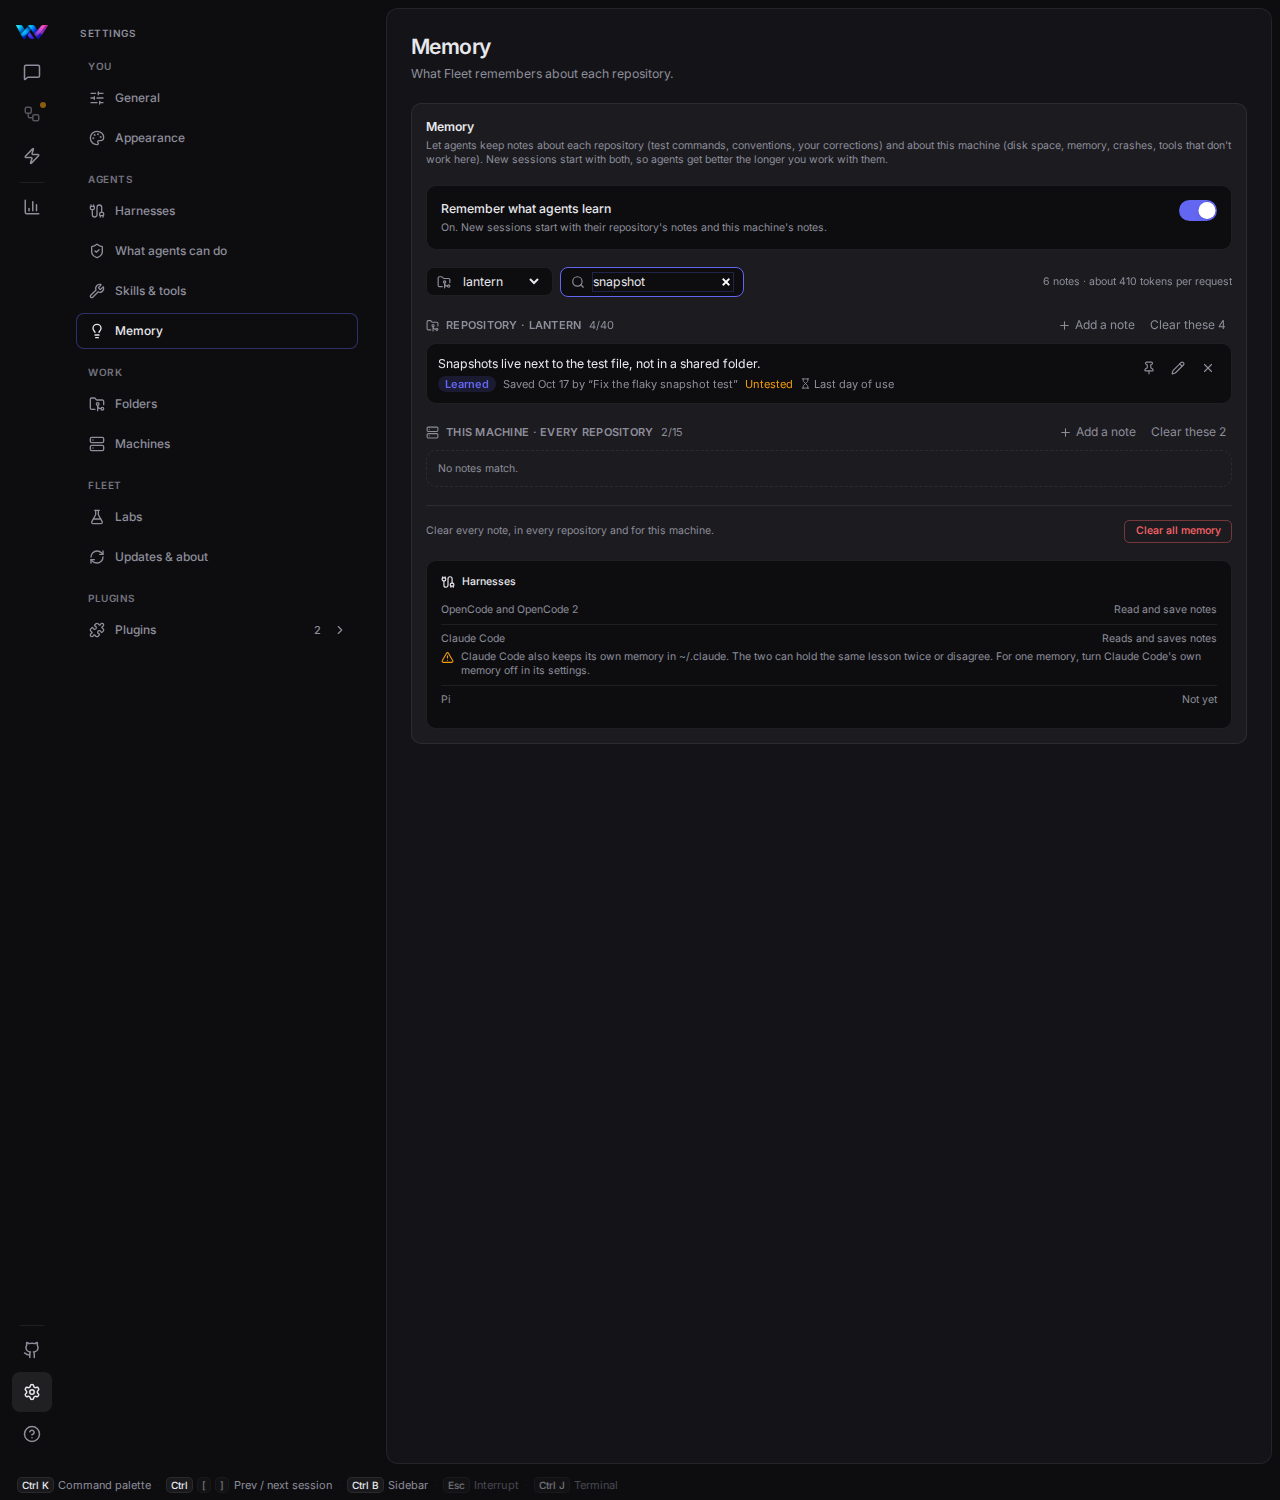 SETTINGS
YOU
General
Appearance
AGENTS
Harnesses
What agents can do
Skills & tools
Memory
WORK
Folders
Machines
FLEET
Labs
Updates & about
PLUGINS
Plugins 2
Memory
What Fleet remembers about each repository.
Memory
Let agents keep notes about each repository (test commands, conventions, your corrections) and about this machine (disk space, memory, crashes, tools that don't
work here). New sessions start with both, so agents get better the longer you work with them.
Remember what agents learn
On. New sessions start with their repository's notes and this machine's notes.
lantern snapshot 6 notes · about 410 tokens per request
REPOSITORY · LANTERN 4/40 Add a note Clear these 4
Snapshots live next to the test file, not in a shared folder.
Learned Saved Oct 17 by “Fix the flaky snapshot test” Untested Last day of use
THIS MACHINE · EVERY REPOSITORY 2/15 Add a note Clear these 2
No notes match.
Clear every note, in every repository and for this machine. Clear all memory
Harnesses
OpenCode and OpenCode 2 Read and save notes
Claude Code Reads and saves notes
Claude Code also keeps its own memory in ~/.claude. The two can hold the same lesson twice or disagree. For one memory, turn Claude Code's own
memory off in its settings.
Pi Not yet
Ctrl K Command palette Ctrl [ ] Prev / next session Ctrl B Sidebar Esc Interrupt Ctrl J Terminal